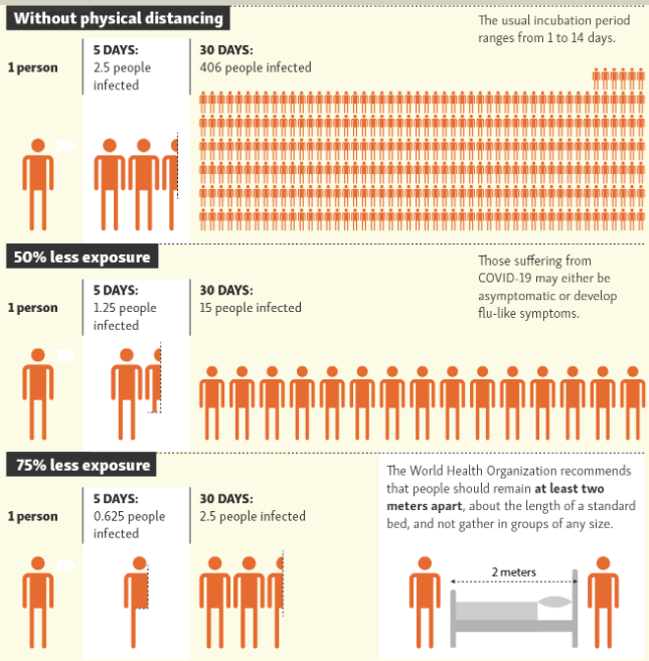 Without physical distancing
The usual incubation period
ranges from 1 to 14 days.
1 person
5 DAYS:
2.5 people
infected
30 DAYS:
406 people infected
50% less exposure
Those suffering from
COVID-19 may either be
asymptomatic or develop
flu-like symptoms.
1 person
5 DAYS:
1.25 people
infected
30 DAYS:
15 people infected
75% less exposure
1 person
5 DAYS:
0.625 people
infected
30 DAYS:
2.5 people infected
The World Health Organization recommends
that people should remain at least two
meters apart, about the length of a standard
bed, and not gather in groups of any size.
2 meters